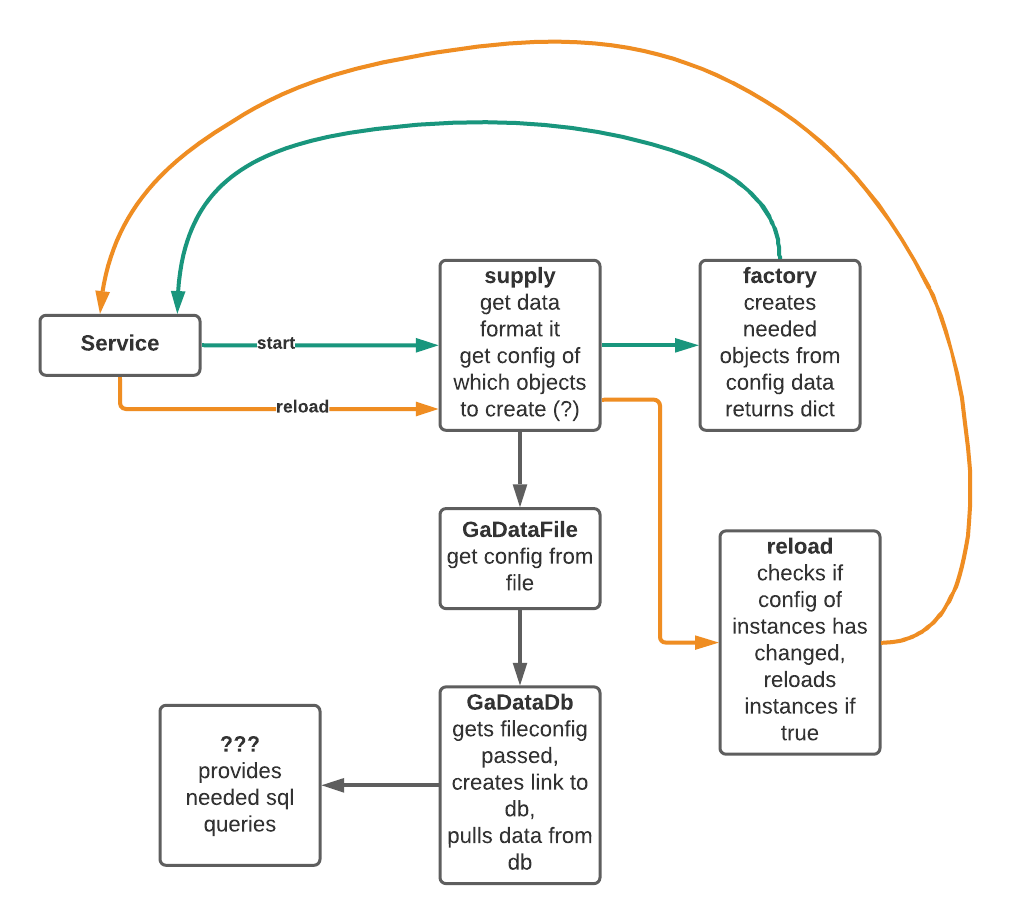 Service
start
reload
supply
get data
format it
get config of
which objects
to create (?)
factory
creates
needed
objects from
config data
returns dict
GaDataFile
get config from
file
reload
checks if
config of
instances has
changed,
reloads
instances if
true
GaDataDb
gets fileconfig
passed,
creates link to
db,
pulls data from
db
???
provides
needed sql
queries